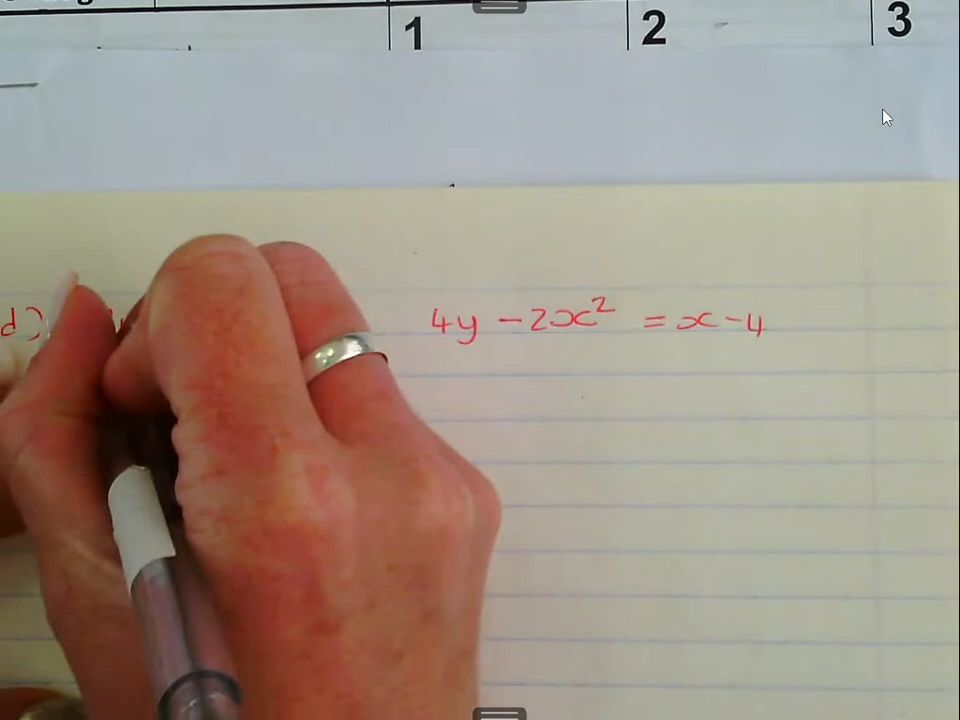 1 2 3
4y - 2x² = x - 4